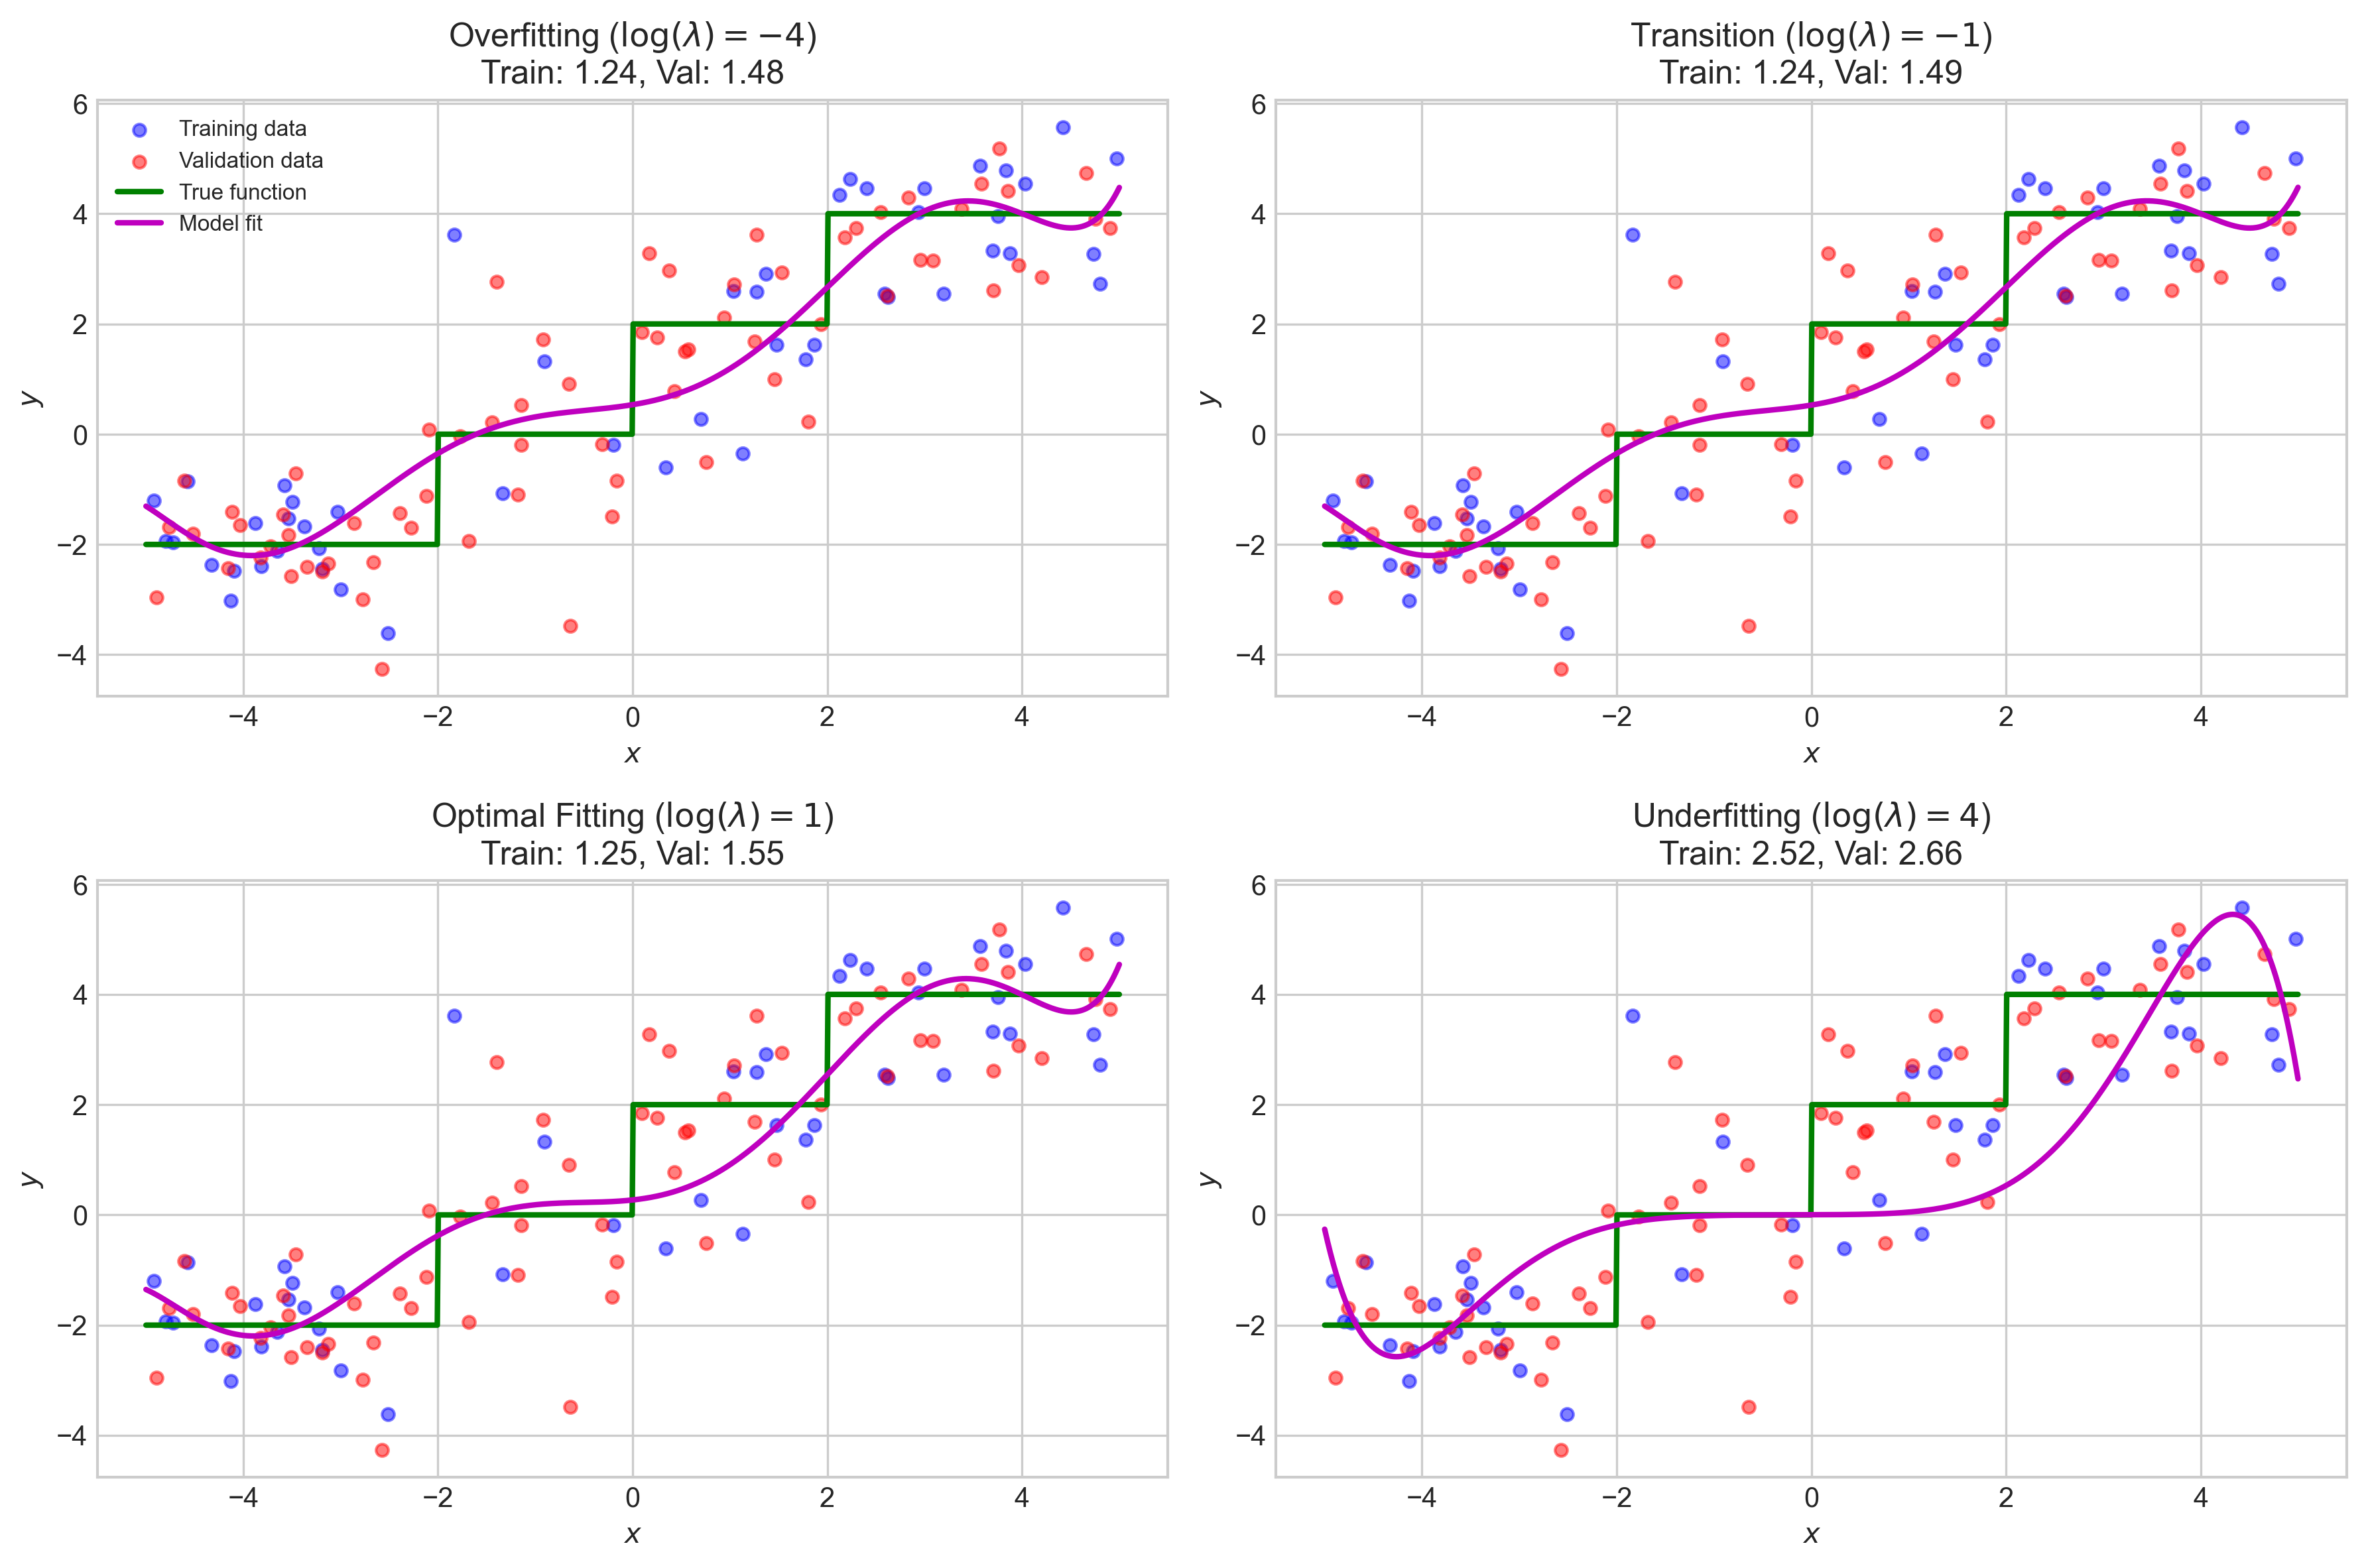 Overfitting (log(λ) = −4)
Train: 1.24, Val: 1.48
6
4
2
0
−2
−4
y
Training data
Validation data
True function
Model fit
−4 −2 0 2 4
x
Transition (log(λ) = −1)
Train: 1.24, Val: 1.49
6
4
2
0
−2
−4
y
−4 −2 0 2 4
x
Optimal Fitting (log(λ) = 1)
Train: 1.25, Val: 1.55
6
4
2
0
−2
−4
y
−4 −2 0 2 4
x
Underfitting (log(λ) = 4)
Train: 2.52, Val: 2.66
6
4
2
0
−2
−4
y
−4 −2 0 2 4
x